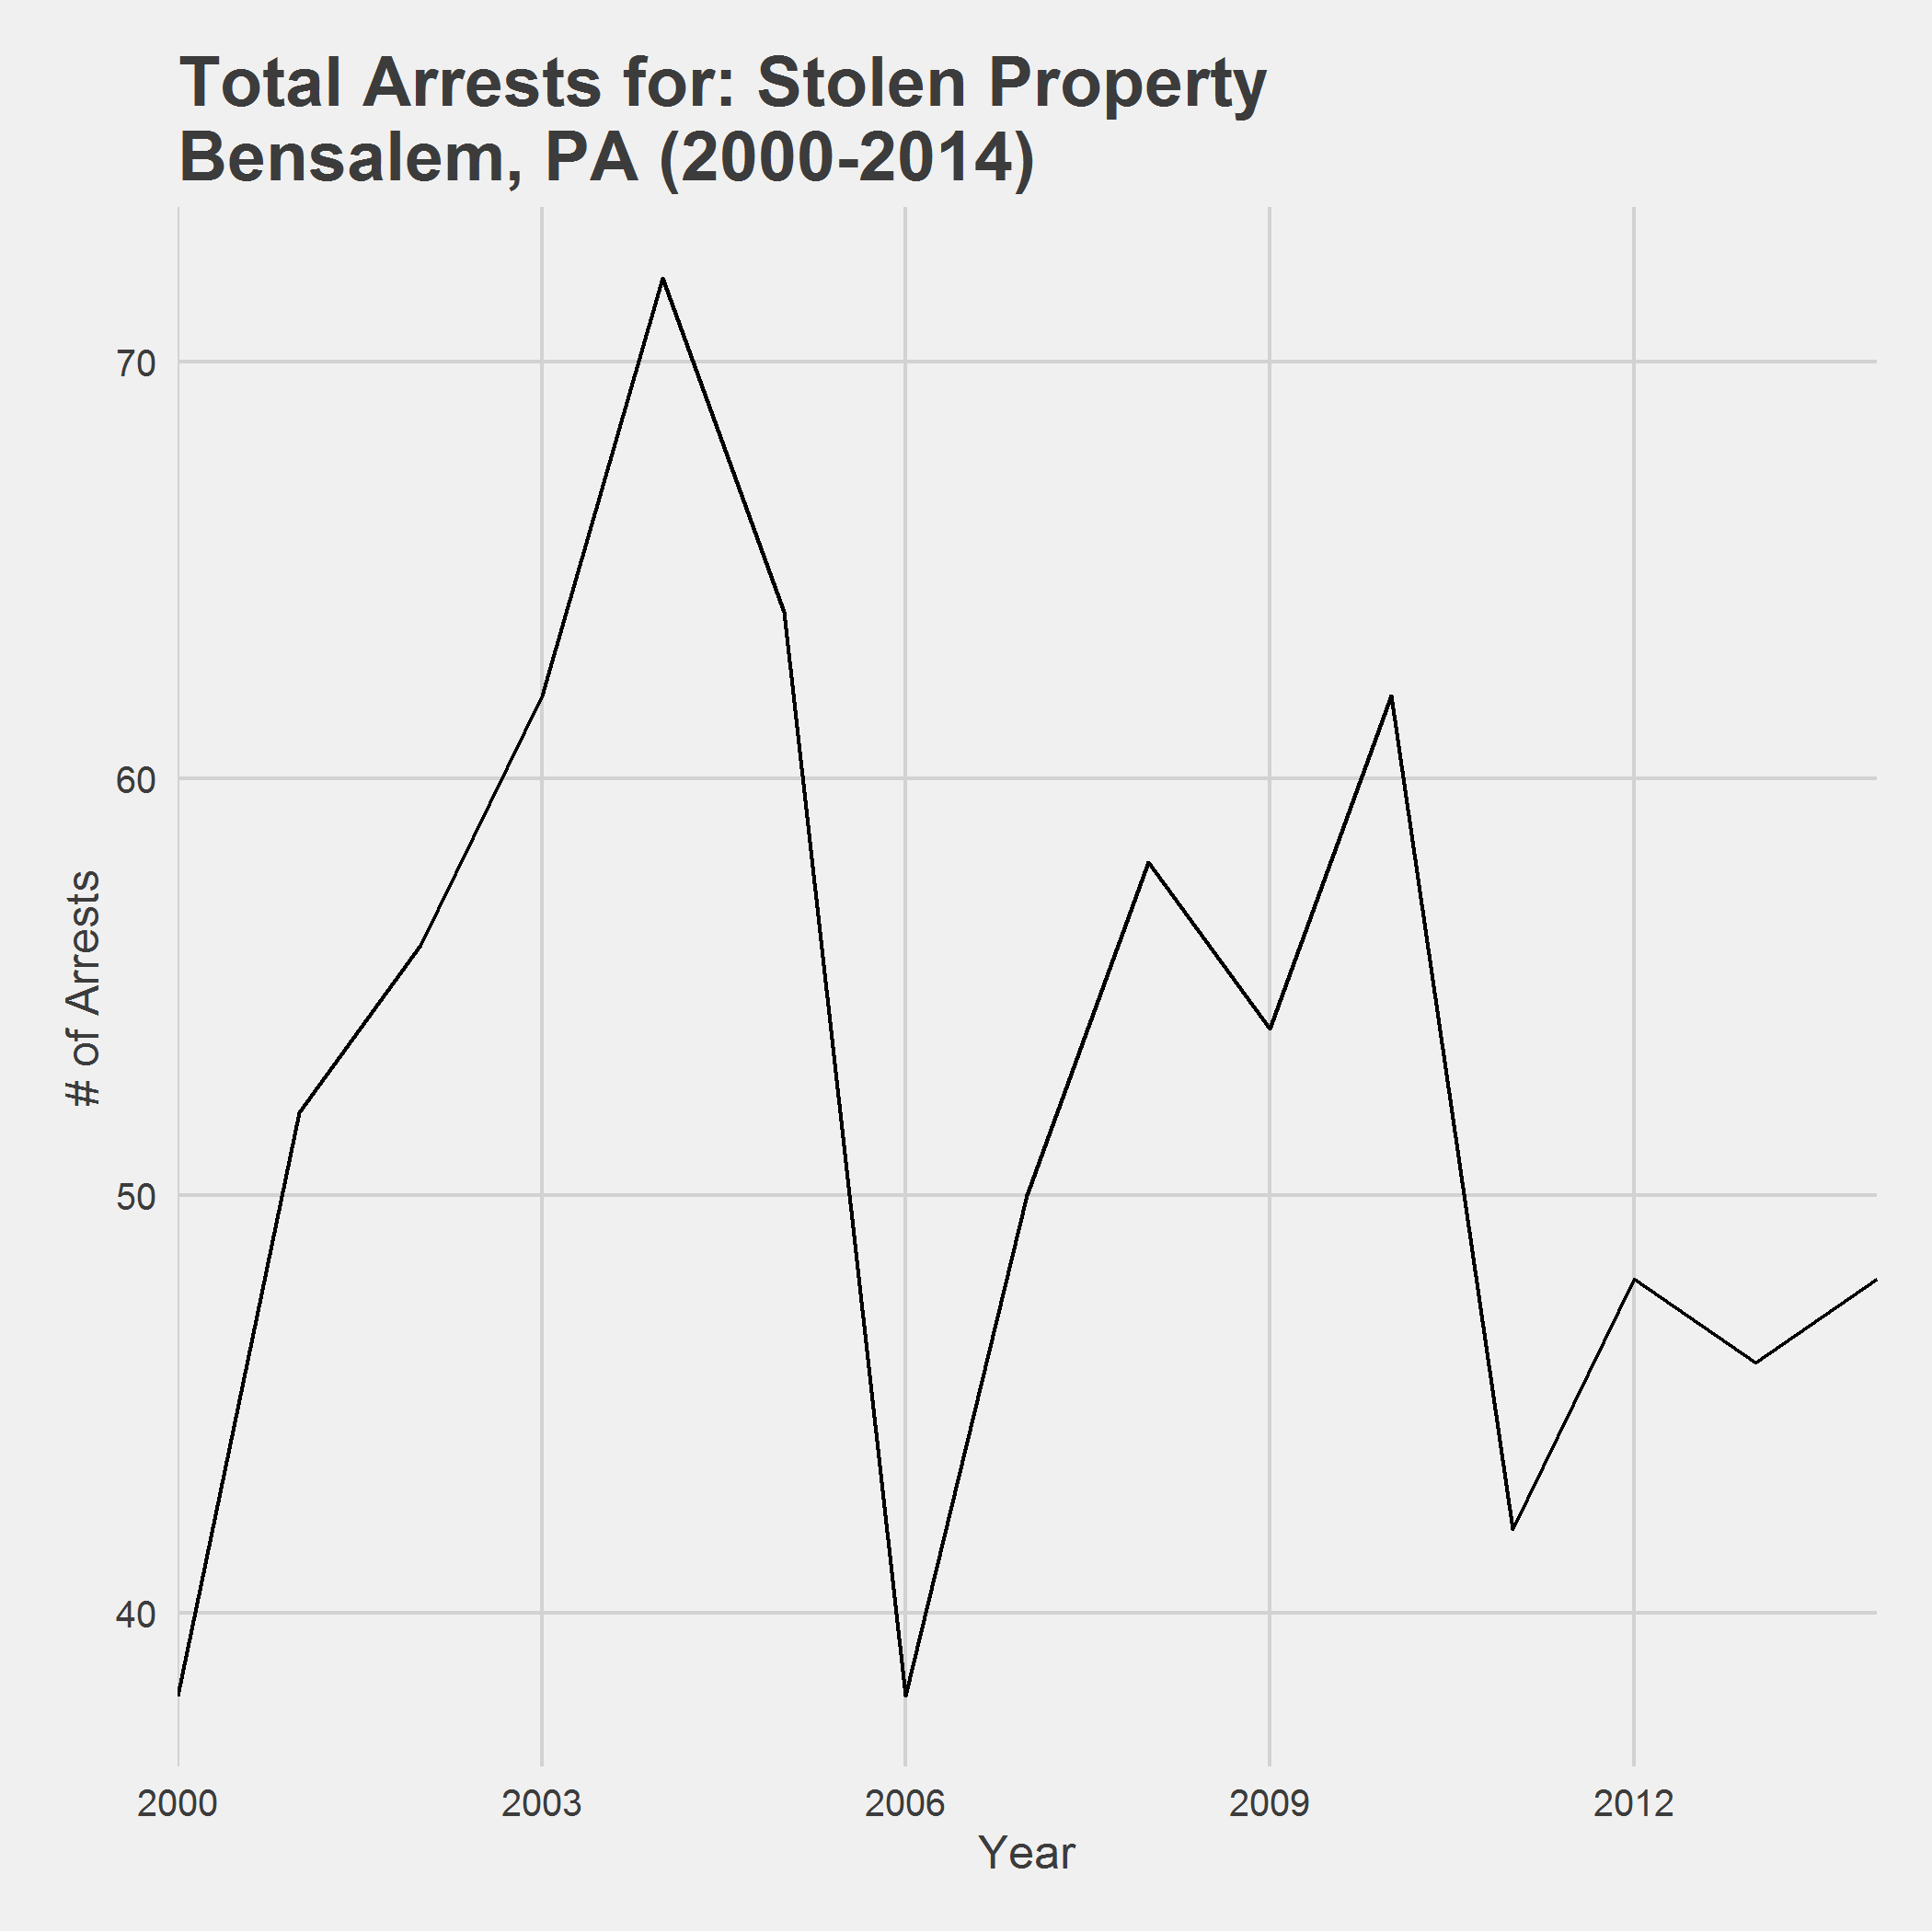 Total Arrests for: Stolen Property
Bensalem, PA (2000-2014)
70
60
50
40
# of Arrests
2000 2003 2006 2009 2012
Year